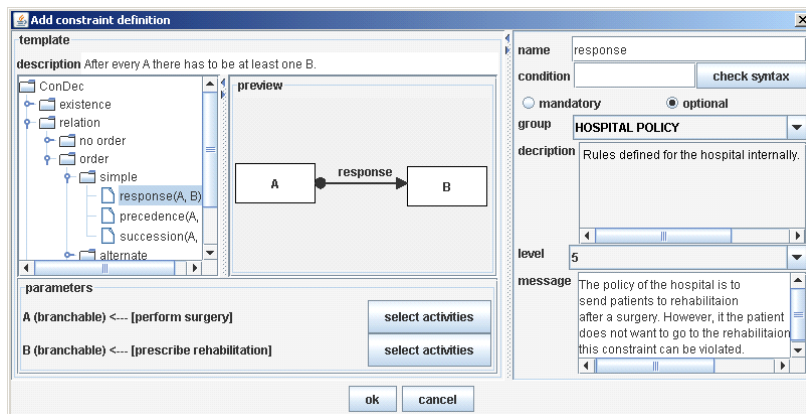 Add constraint definition
template
description After every A there has to be at least one B.
ConDec
existence
relation
no order
order
simple
response(A, B)
precedence(A,
succession(A,
alternate
preview
A
response
B
parameters
A (branchable) <--- [perform surgery]
select activities
B (branchable) <--- [prescribe rehabilitation]
select activities
name response
condition
check syntax
mandatory
optional
group HOSPITAL POLICY
decription Rules defined for the hospital internally.
level 5
message The policy of the hospital is to
send patients to rehabilitaion
after a surgery. However, it the patient
does not want to go to the rehabilitaion
this constraint can be violated.
ok
cancel